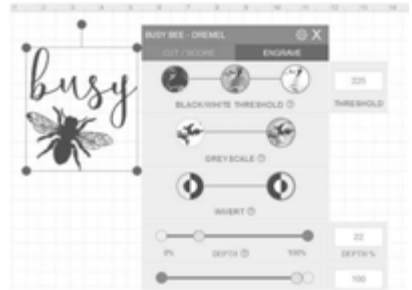 busy
BUSY BEE - DREMEL X
CUT / SCORE ENGRAVE
225
BLACK/WHITE THRESHOLD ? THRESHOLD
GREYSCALE ?
INVERT ?
22
0% DEPTH ? 100% DEPTH %
100